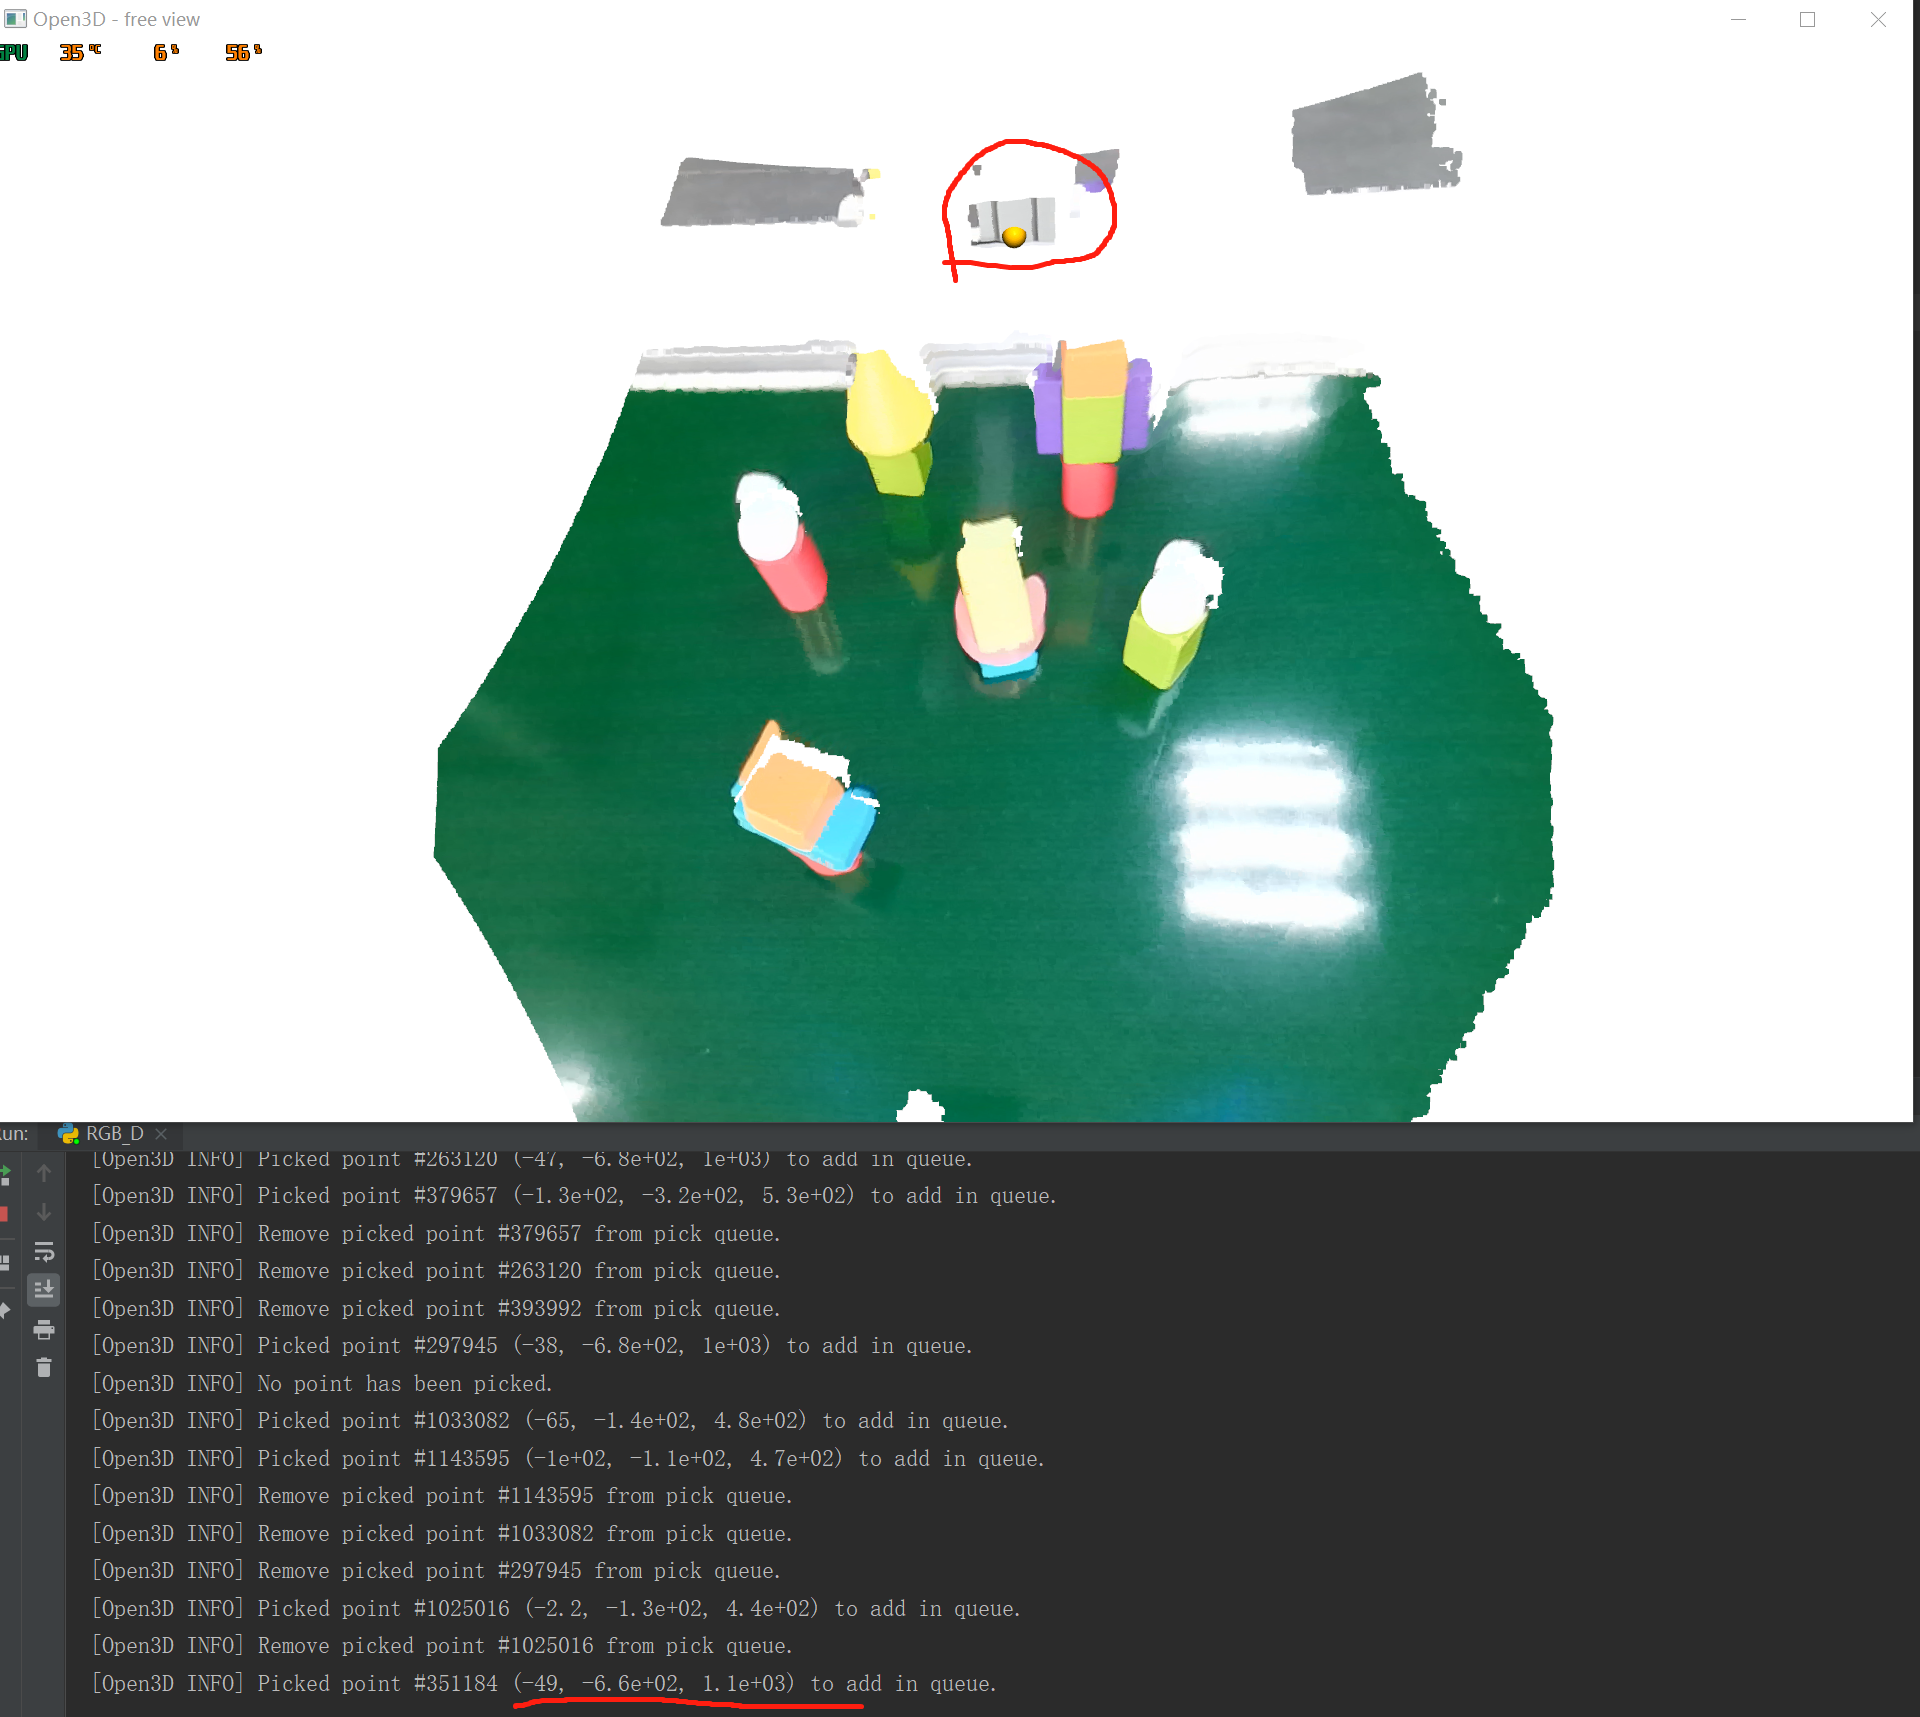 Open3D - free view
GPU 35 °C 6 % 56 %
Run: RGB_D
[Open3D INFO] Picked point #263120 (-47, -6.8e+02, 1e+03) to add in queue.
[Open3D INFO] Picked point #379657 (-1.3e+02, -3.2e+02, 5.3e+02) to add in queue.
[Open3D INFO] Remove picked point #379657 from pick queue.
[Open3D INFO] Remove picked point #263120 from pick queue.
[Open3D INFO] Remove picked point #393992 from pick queue.
[Open3D INFO] Picked point #297945 (-38, -6.8e+02, 1e+03) to add in queue.
[Open3D INFO] No point has been picked.
[Open3D INFO] Picked point #1033082 (-65, -1.4e+02, 4.8e+02) to add in queue.
[Open3D INFO] Picked point #1143595 (-1e+02, -1.1e+02, 4.7e+02) to add in queue.
[Open3D INFO] Remove picked point #1143595 from pick queue.
[Open3D INFO] Remove picked point #1033082 from pick queue.
[Open3D INFO] Remove picked point #297945 from pick queue.
[Open3D INFO] Picked point #1025016 (-2.2, -1.3e+02, 4.4e+02) to add in queue.
[Open3D INFO] Remove picked point #1025016 from pick queue.
[Open3D INFO] Picked point #351184 (-49, -6.6e+02, 1.1e+03) to add in queue.